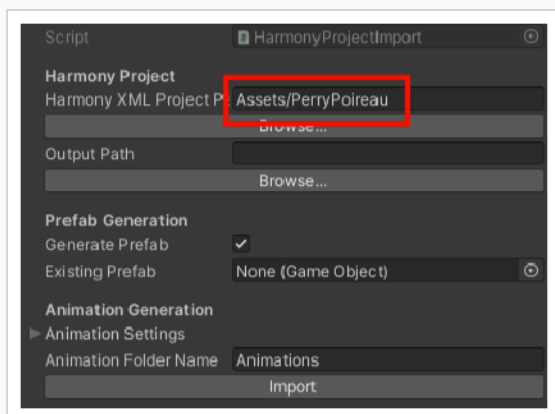 Script HarmonyProjectImport
Harmony Project
Harmony XML Project P Assets/PerryPoireau
Browse...
Output Path
Browse...
Prefab Generation
Generate Prefab
Existing Prefab None (Game Object)
Animation Generation
Animation Settings
Animation Folder Name Animations
Import